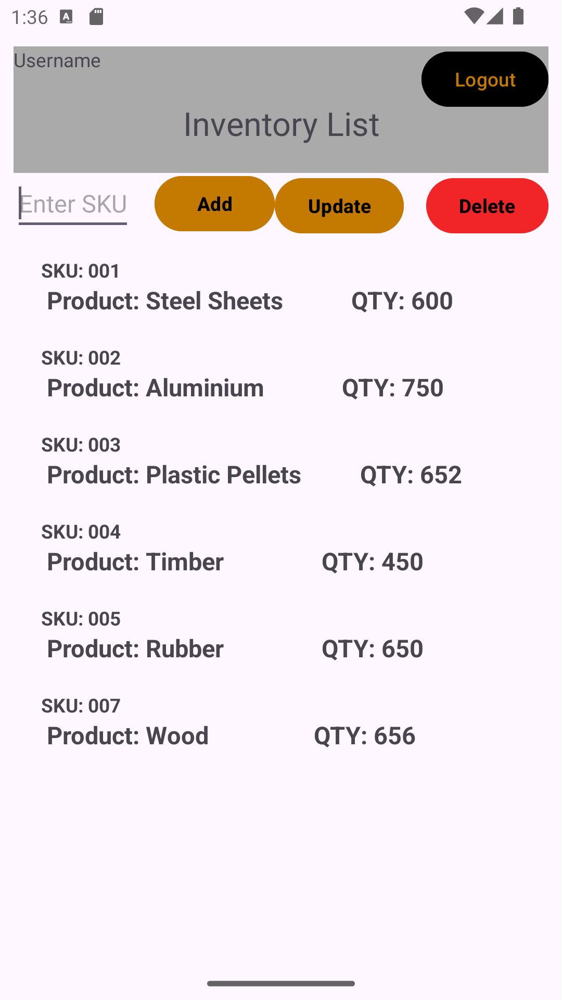 1:36
Username
Logout
Inventory List
Enter SKU
Add
Update
Delete
SKU: 001
Product: Steel Sheets QTY: 600
SKU: 002
Product: Aluminium QTY: 750
SKU: 003
Product: Plastic Pellets QTY: 652
SKU: 004
Product: Timber QTY: 450
SKU: 005
Product: Rubber QTY: 650
SKU: 007
Product: Wood QTY: 656